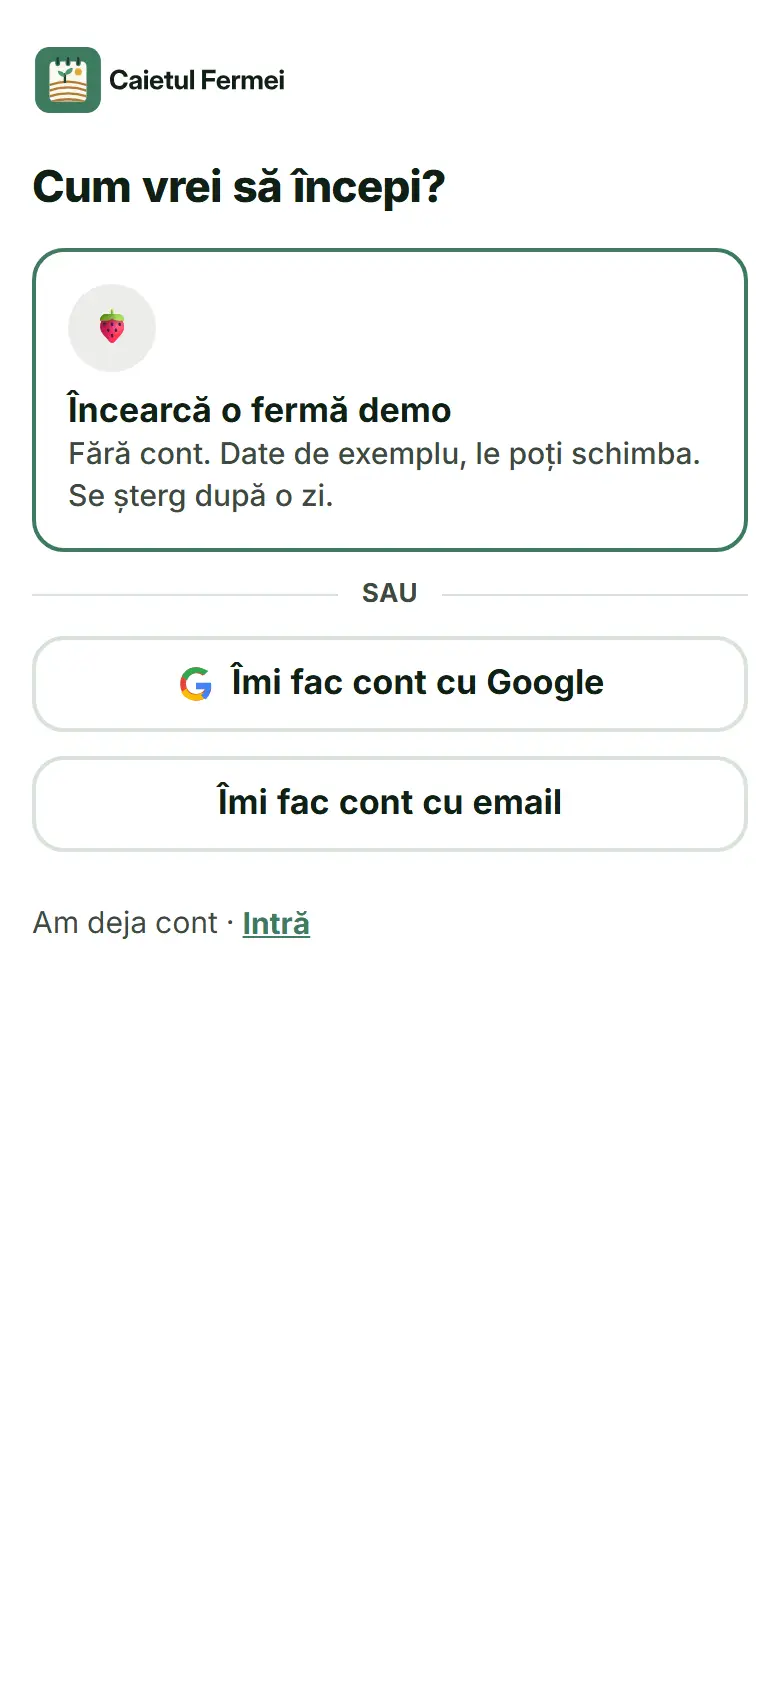 Caietul Fermei
Cum vrei să începi?
Încearcă o fermă demo
Fără cont. Date de exemplu, le poți schimba.
Se șterg după o zi.
SAU
Îmi fac cont cu Google
Îmi fac cont cu email
Am deja cont · Intră